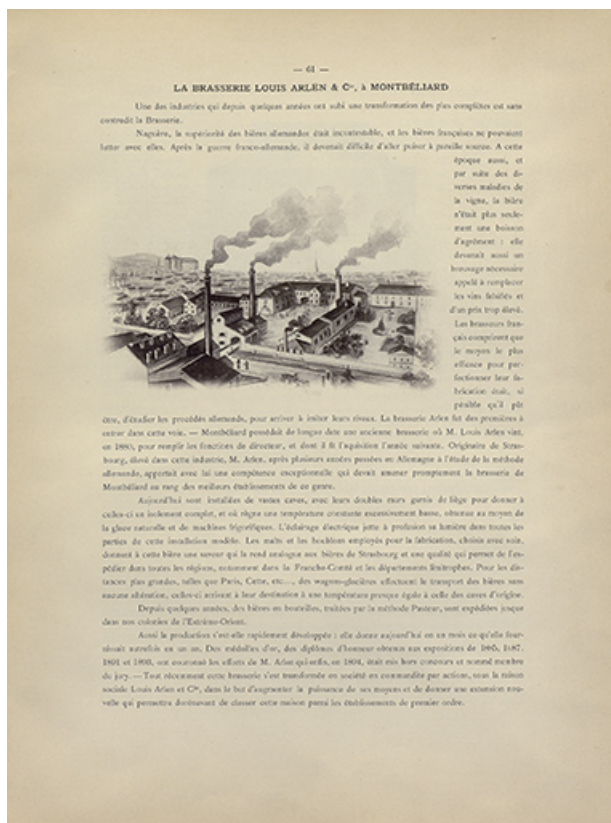 — 61 —
LA BRASSERIE LOUIS ARLEN & Cie, à MONTBÉLIARD
Une des industries qui depuis quelques années ont subi une transformation des plus complètes est sans
contredit la Brasserie.
Naguère, la supériorité des bières allemandes était incontestable, et les bières françaises ne pouvaient
lutter avec elles. Après la guerre franco-allemande, il devenait difficile d'aller puiser à pareille source. A cette
époque aussi, et
par suite des di-
verses maladies de
la vigne, la bière
n'était plus seule-
ment une boisson
d'agrément : elle
devenait aussi un
breuvage nécessaire
appelé à remplacer
les vins falsifiés et
d'un prix trop élevé.
Les brasseurs fran-
çais comprirent que
le moyen le plus
efficace pour per-
fectionner leur fa-
brication était, si
pénible qu'il pût
être, d'étudier les procédés allemands, pour arriver à imiter leurs rivaux. La brasserie Arlen fut des premières à
entrer dans cette voie. — Montbéliard possédait de longue date une ancienne brasserie où M. Louis Arlen vint,
en 1880, pour remplir les fonctions de directeur, et dont il fit l'aquisition l'année suivante. Originaire de Stras-
bourg, élevé dans cette industrie, M. Arlen, après plusieurs années passées en Allemagne à l'étude de la méthode
allemande, apportait avec lui une compétence exceptionnelle qui devait amener promptement la brasserie de
Montbéliard au rang des meilleurs établissements de ce genre.
Aujourd'hui sont installées de vastes caves, avec leurs doubles murs garnis de liège pour donner à
celles-ci un isolement complet, et où règne une température constante excessivement basse, obtenue au moyen de
la glace naturelle et de machines frigorifiques. L'éclairage électrique jette à profusion sa lumière dans toutes les
parties de cette installation modèle. Les malts et les houblons employés pour la fabrication, choisis avec soin,
donnent à cette bière une saveur qui la rend analogue aux bières de Strasbourg et une qualité qui permet de l'ex-
pédier dans toutes les régions, notamment dans la Franche-Comté et les départements limitrophes. Pour les dis-
tances plus grandes, telles que Paris, Cette, etc..., des wagons-glacières effectuent le transport des bières sans
aucune altération, celles-ci arrivant à leur destination à une température presque égale à celle des caves d'origine.
Depuis quelques années, des bières en bouteilles, traitées par la méthode Pasteur, sont expédiées jusque
dans nos colonies de l'Extrême-Orient.
Aussi la production s'est-elle rapidement développée : elle donne aujourd'hui en un mois ce qu'elle four-
nissait autrefois en un an. Des médailles d'or, des diplômes d'honneur obtenus aux expositions de 1885, 1887,
1891 et 1893, ont couronné les efforts de M. Arlen qui enfin, en 1894, était mis hors concours et nommé membre
du jury. — Tout récemment cette brasserie s'est transformée en société en commandite par actions, sous la raison
sociale Louis Arlen et Cie, dans le but d'augmenter la puissance de ses moyens et de donner une extension nou-
velle qui permettra dorénavant de classer cette maison parmi les établissements de premier ordre.